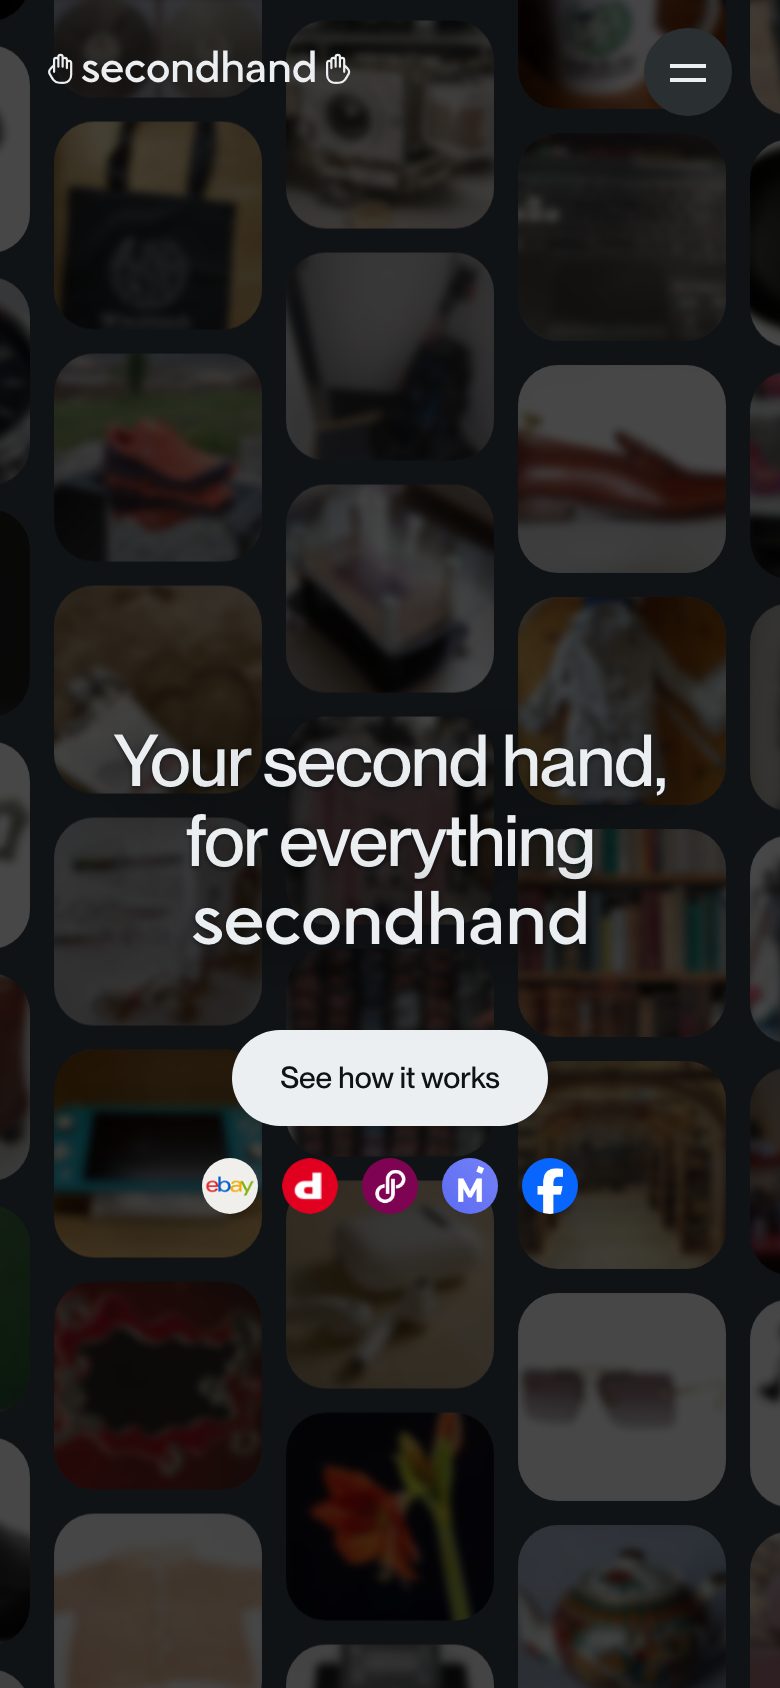 secondhand
Your second hand,
for everything
secondhand
See how it works
ebay
d
M
f